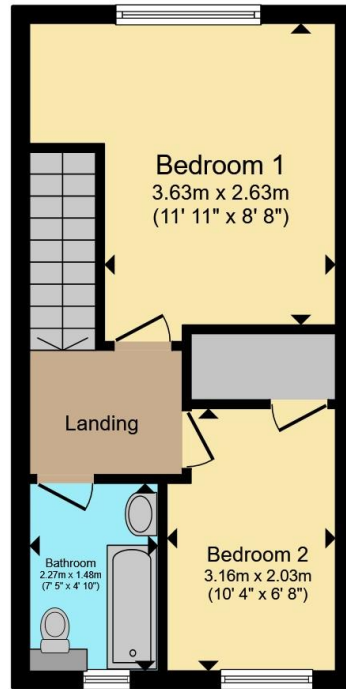 Bedroom 1
3.63m x 2.63m
(11' 11" x 8' 8")
Landing
Bathroom
2.27m x 1.48m
(7' 5" x 4' 10")
Bedroom 2
3.16m x 2.03m
(10' 4" x 6' 8")